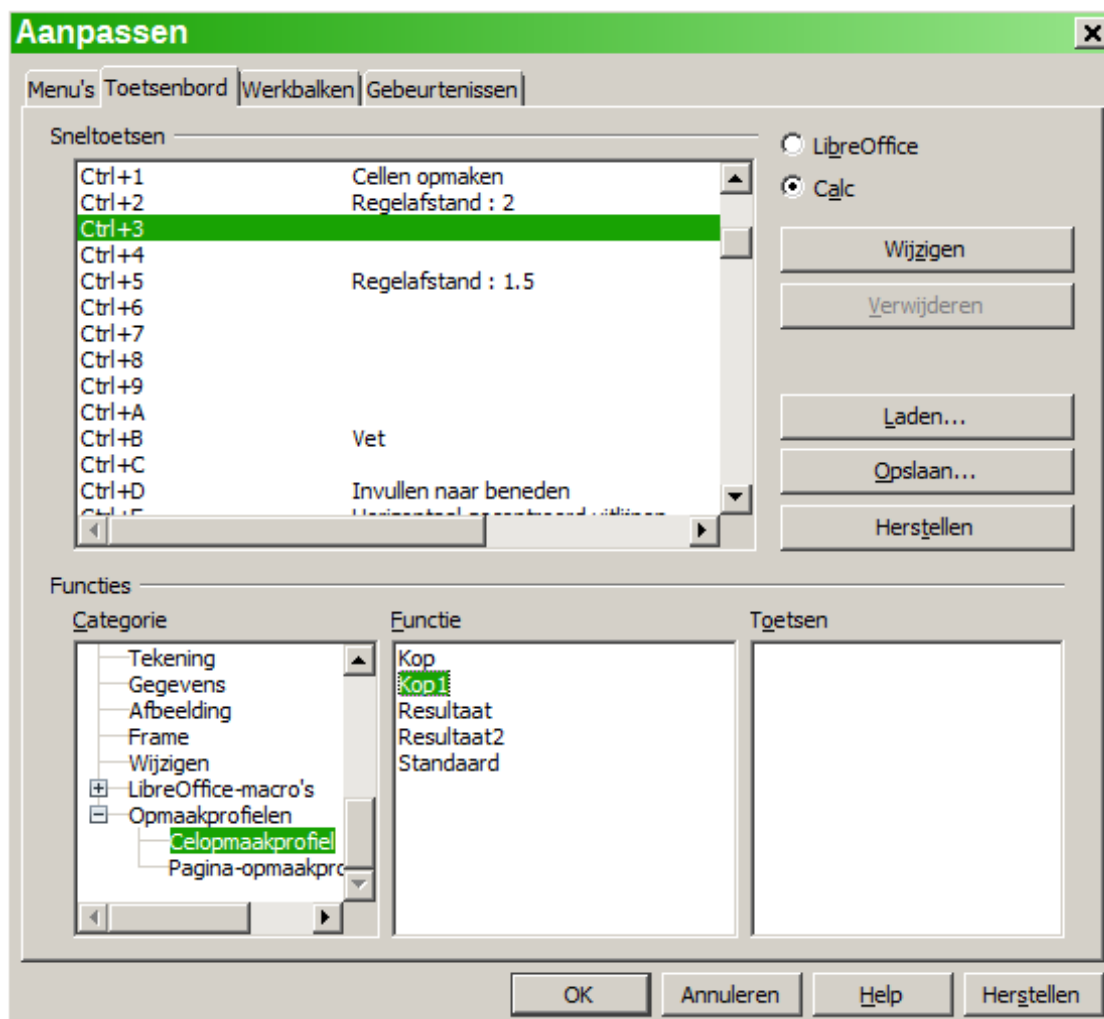 Aanpassen
Menu's Toetsenbord Werkbalken Gebeurtenissen
Sneltoetsen
Ctrl+1 Cellen opmaken
Ctrl+2 Regelafstand : 2
Ctrl+3
Ctrl+4
Ctrl+5 Regelafstand : 1.5
Ctrl+6
Ctrl+7
Ctrl+8
Ctrl+9
Ctrl+A
Ctrl+B Vet
Ctrl+C
Ctrl+D Invullen naar beneden
LibreOffice
Calc
Wijzigen
Verwijderen
Laden...
Opslaan...
Herstellen
Functies
Categorie
Tekening
Gegevens
Afbeelding
Frame
Wijzigen
LibreOffice-macro's
Opmaakprofielen
Celopmaakprofiel
Pagina-opmaakpro
Functie
Kop
Kop1
Resultaat
Resultaat2
Standaard
Toetsen
OK Annuleren Help Herstellen